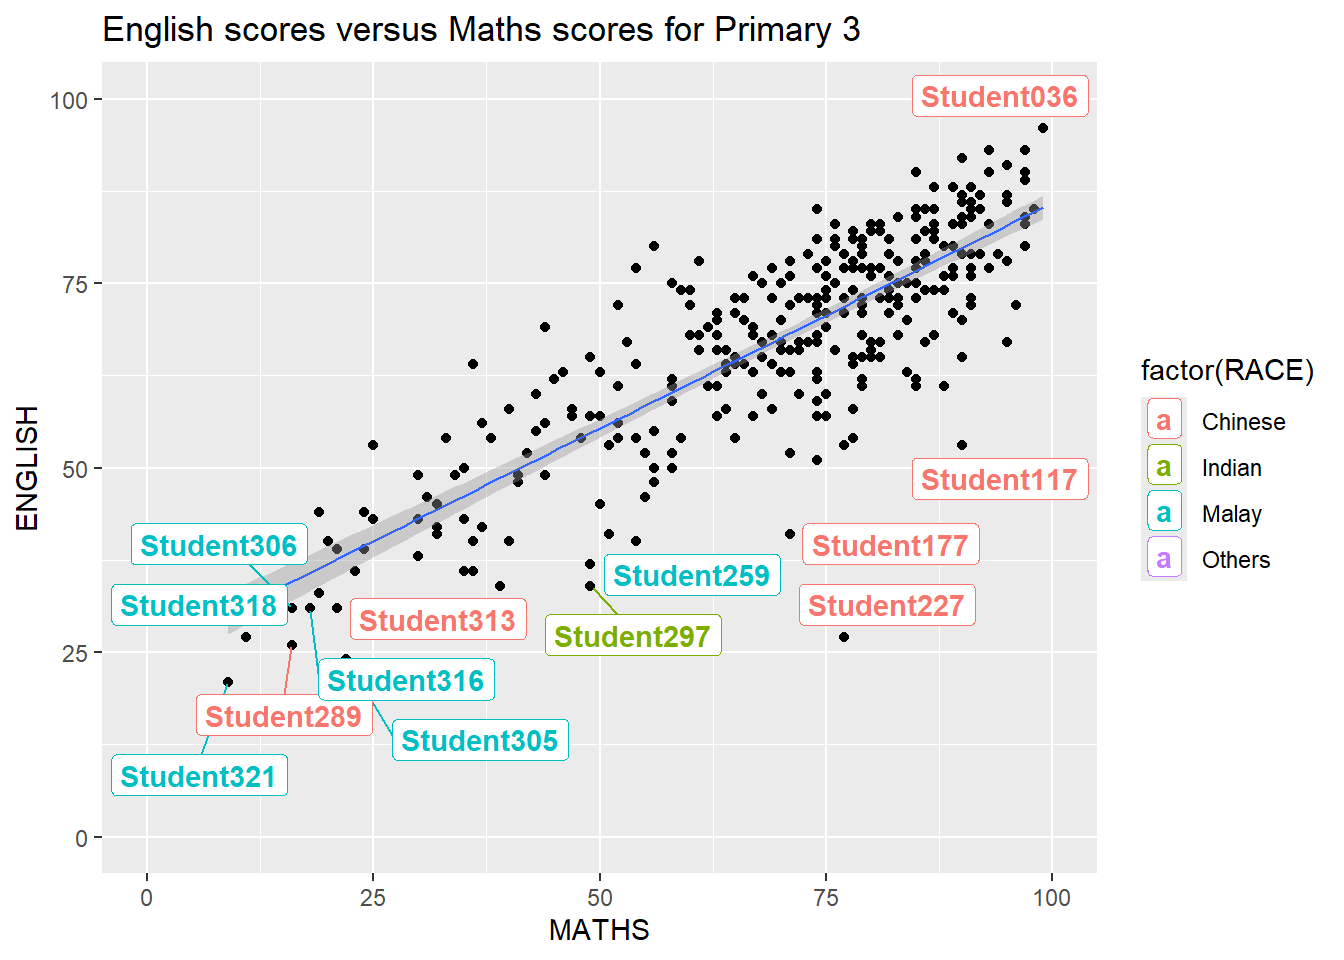 English scores versus Maths scores for Primary 3
ENGLISH
100
75
50
25
0
Student036
Student117
Student306
Student177
Student259
Student318
Student227
Student313
Student297
Student316
Student289
Student305
Student321
0 25 50 75 100
MATHS
factor(RACE)
a Chinese
a Indian
a Malay
a Others